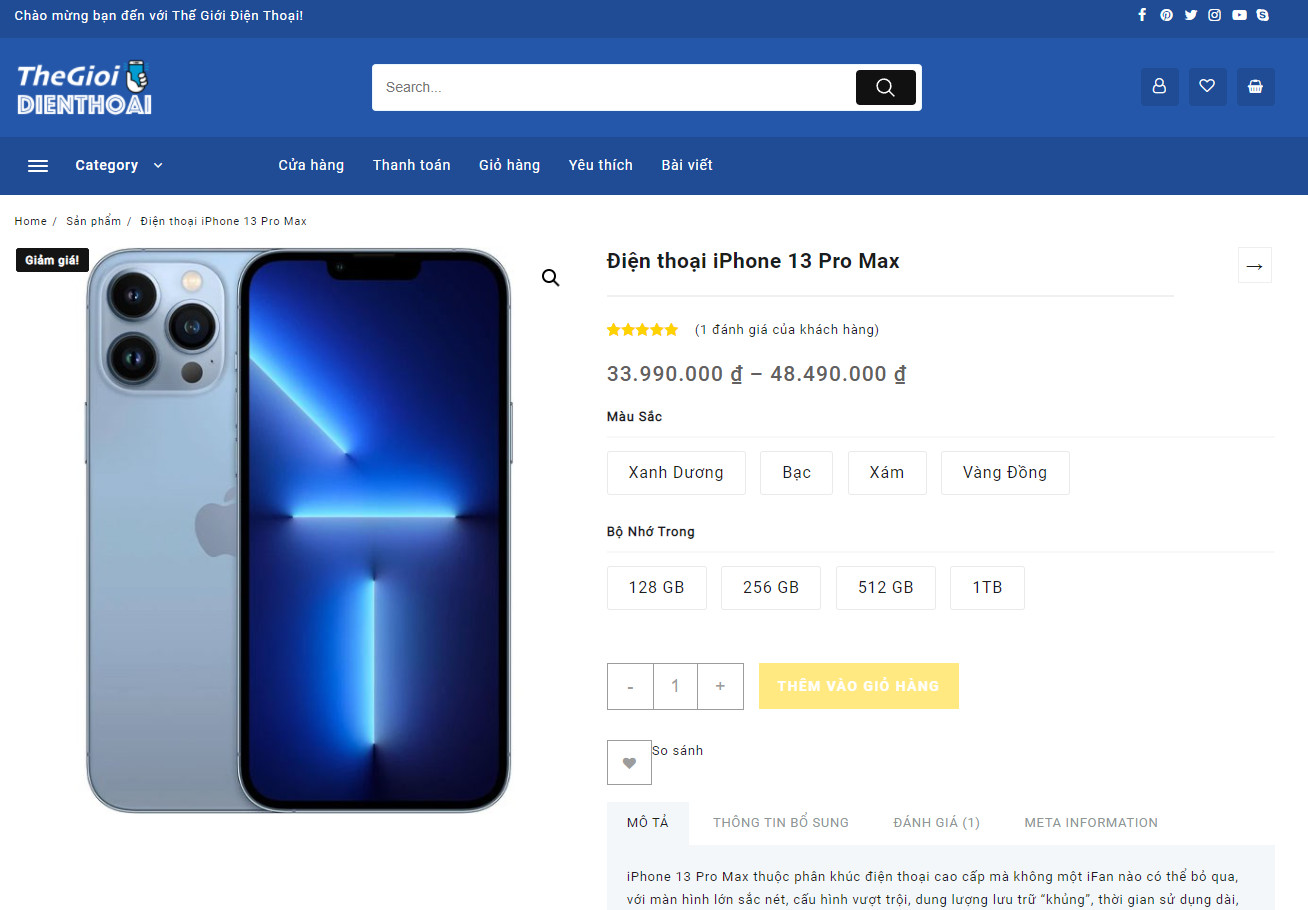 Chào mừng bạn đến với Thế Giới Điện Thoại!
TheGioi
DIENTHOAI
Search...
Category
Cửa hàng Thanh toán Giỏ hàng Yêu thích Bài viết
Home / Sản phẩm / Điện thoại iPhone 13 Pro Max
Giảm giá!
Điện thoại iPhone 13 Pro Max
→
(1 đánh giá của khách hàng)
33.990.000 ₫ – 48.490.000 ₫
Màu Sắc
Xanh Dương Bạc Xám Vàng Đồng
Bộ Nhớ Trong
128 GB 256 GB 512 GB 1TB
- 1 + THÊM VÀO GIỎ HÀNG
So sánh
MÔ TẢ THÔNG TIN BỔ SUNG ĐÁNH GIÁ (1) META INFORMATION
iPhone 13 Pro Max thuộc phân khúc điện thoại cao cấp mà không một iFan nào có thể bỏ qua,
với màn hình lớn sắc nét, cấu hình vượt trội, dung lượng lưu trữ “khủng”, thời gian sử dụng dài,